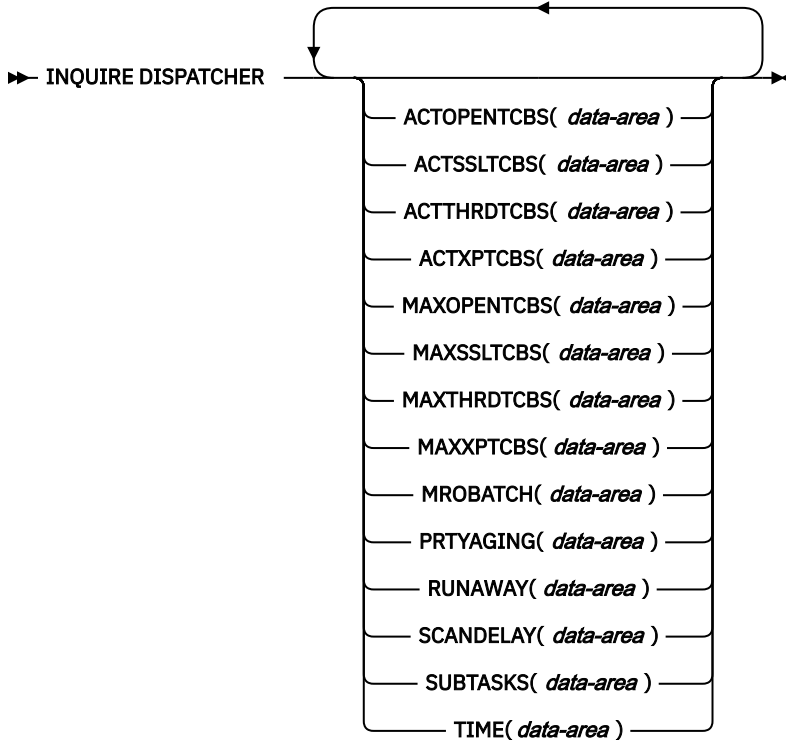 INQUIRE DISPATCHER
ACTOPENTCBS( data-area )
ACTSSLTCBS( data-area )
ACTTHRDTCBS( data-area )
ACTXPTCBS( data-area )
MAXOPENTCBS( data-area )
MAXSSLTCBS( data-area )
MAXTHRDTCBS( data-area )
MAXXPTCBS( data-area )
MROBATCH( data-area )
PRTYAGING( data-area )
RUNAWAY( data-area )
SCANDELAY( data-area )
SUBTASKS( data-area )
TIME( data-area )